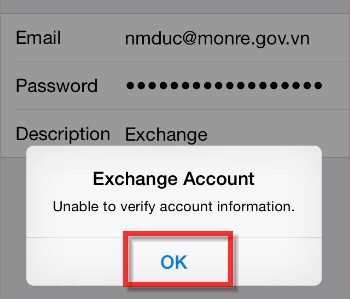 Email nmduc@monre.gov.vn
Password ••••••••••••••••••
Description Exchange
Exchange Account
Unable to verify account information.
OK